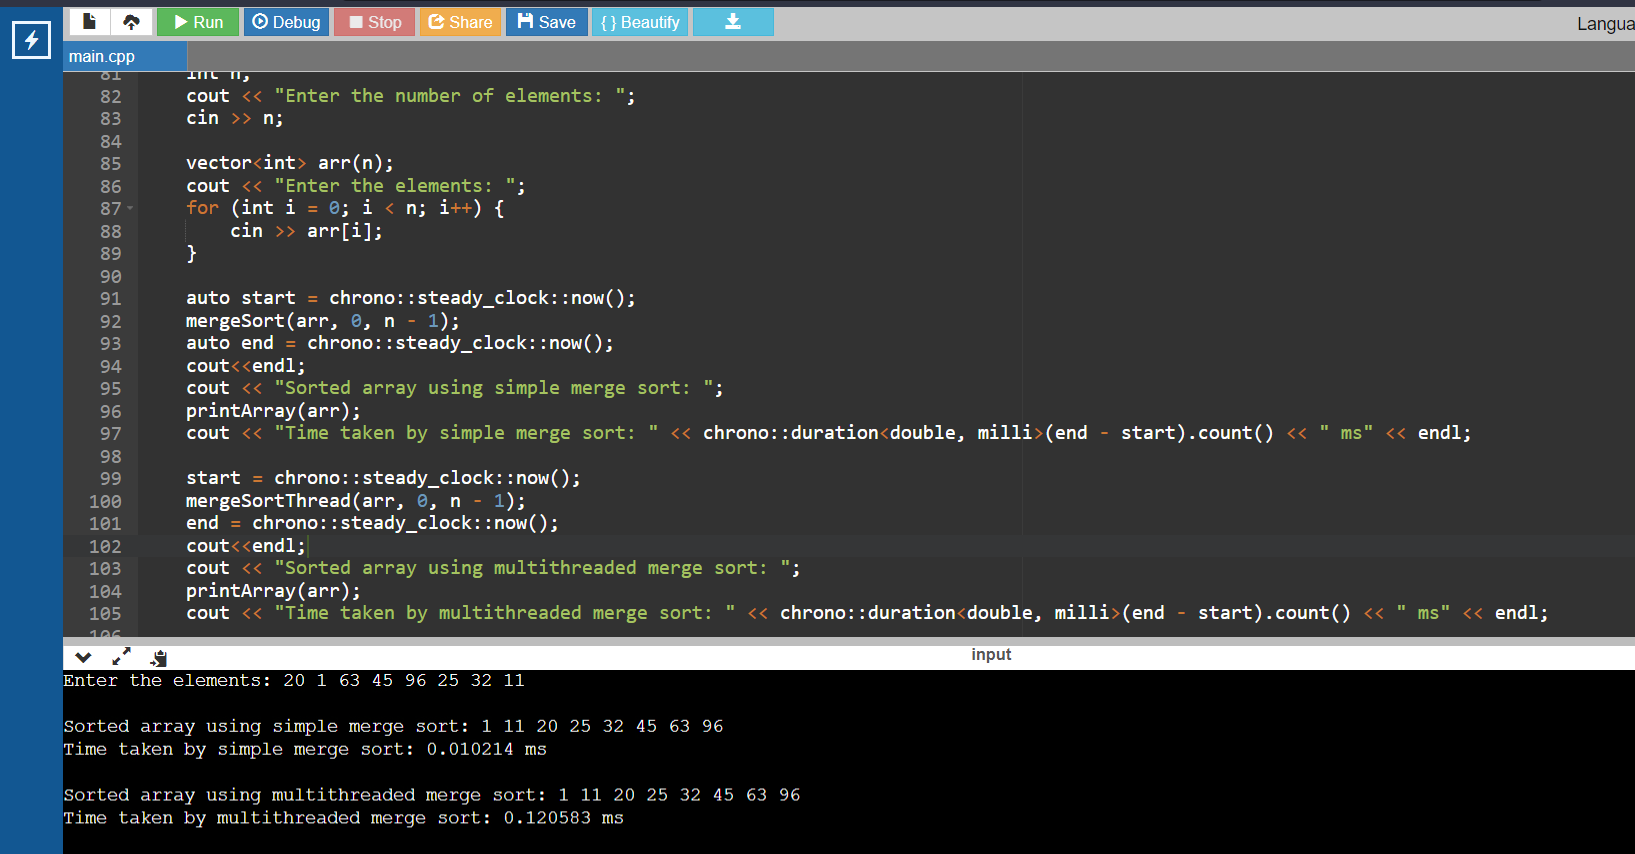 Run Debug Stop Share Save { } Beautify
Langua
main.cpp
81 int n;
82 cout << "Enter the number of elements: ";
83 cin >> n;
84
85 vector<int> arr(n);
86 cout << "Enter the elements: ";
87 for (int i = 0; i < n; i++) {
88 cin >> arr[i];
89 }
90
91 auto start = chrono::steady_clock::now();
92 mergeSort(arr, 0, n - 1);
93 auto end = chrono::steady_clock::now();
94 cout<<endl;
95 cout << "Sorted array using simple merge sort: ";
96 printArray(arr);
97 cout << "Time taken by simple merge sort: " << chrono::duration<double, milli>(end - start).count() << " ms" << endl;
98
99 start = chrono::steady_clock::now();
100 mergeSortThread(arr, 0, n - 1);
101 end = chrono::steady_clock::now();
102 cout<<endl;
103 cout << "Sorted array using multithreaded merge sort: ";
104 printArray(arr);
105 cout << "Time taken by multithreaded merge sort: " << chrono::duration<double, milli>(end - start).count() << " ms" << endl;
106
input
Enter the elements: 20 1 63 45 96 25 32 11
Sorted array using simple merge sort: 1 11 20 25 32 45 63 96
Time taken by simple merge sort: 0.010214 ms
Sorted array using multithreaded merge sort: 1 11 20 25 32 45 63 96
Time taken by multithreaded merge sort: 0.120583 ms